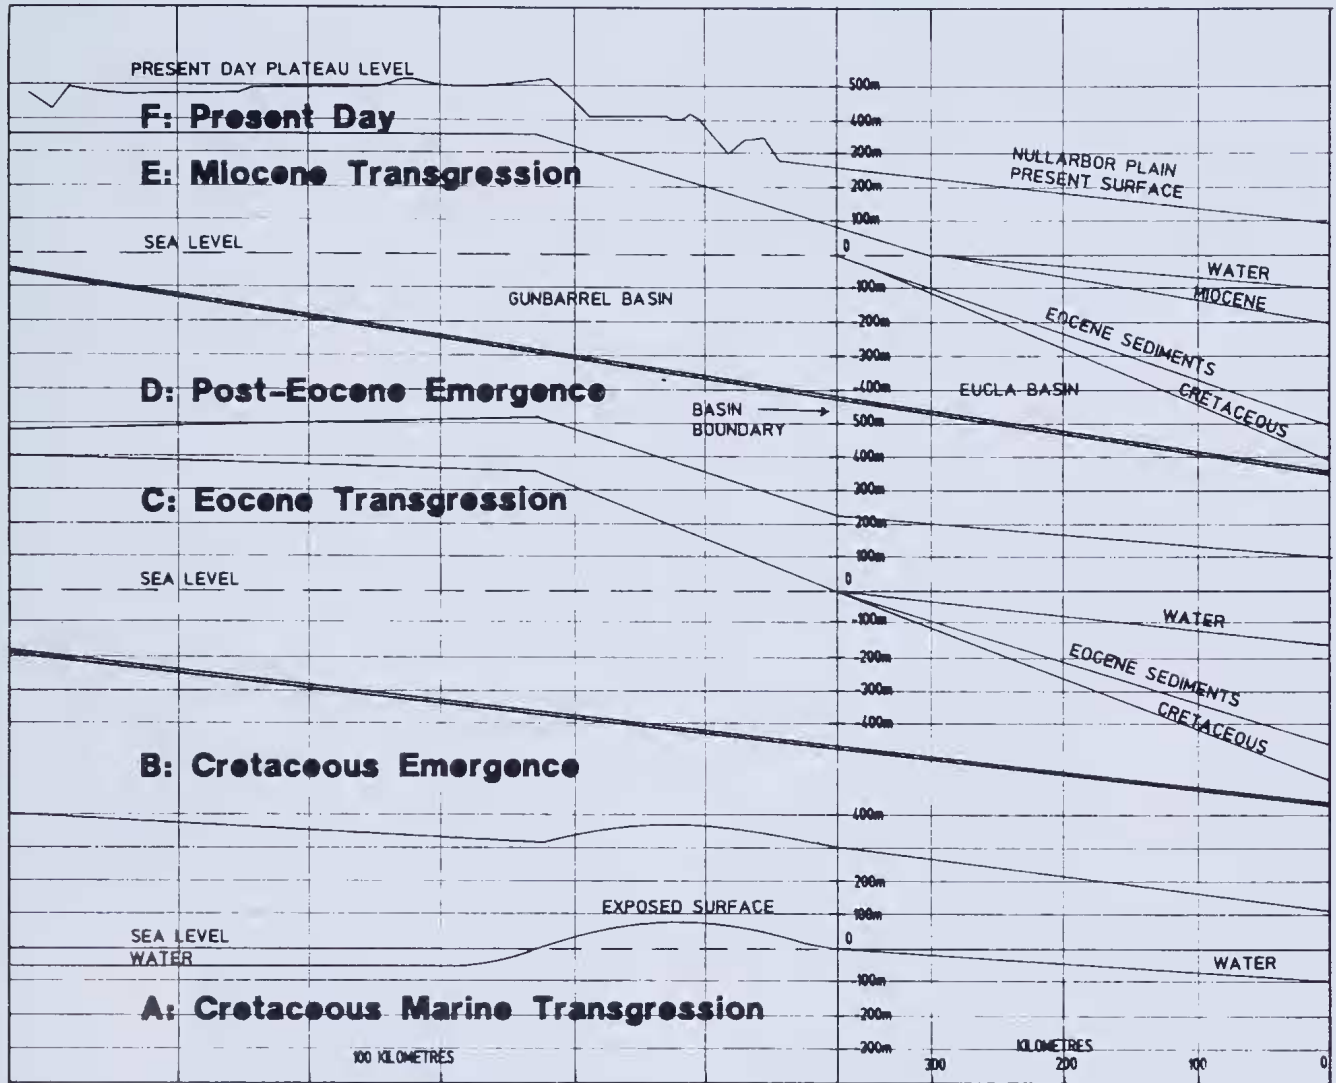 PRESENT DAY PLATEAU LEVEL
500m
F: Present Day
400m
300m
NULLARBOR PLAIN
PRESENT SURFACE
E: Miocene Transgression
200m
100m
SEA LEVEL
0
WATER
-100m
MIOCENE
GUNBARREL BASIN
-200m
EOCENE SEDIMENTS
-300m
D: Post-Eocene Emergence
-400m
EUCLA BASIN
CRETACEOUS
BASIN
BOUNDARY
500m
400m
C: Eocene Transgression
300m
200m
100m
SEA LEVEL
0
-100m
WATER
-200m
EOCENE SEDIMENTS
-300m
CRETACEOUS
-400m
B: Cretaceous Emergence
400m
200m
EXPOSED SURFACE
100m
SEA LEVEL
0
WATER
WATER
-100m
A: Cretaceous Marine Transgression
-200m
-300m
100 KILOMETRES
KILOMETRES
300
200
100
0